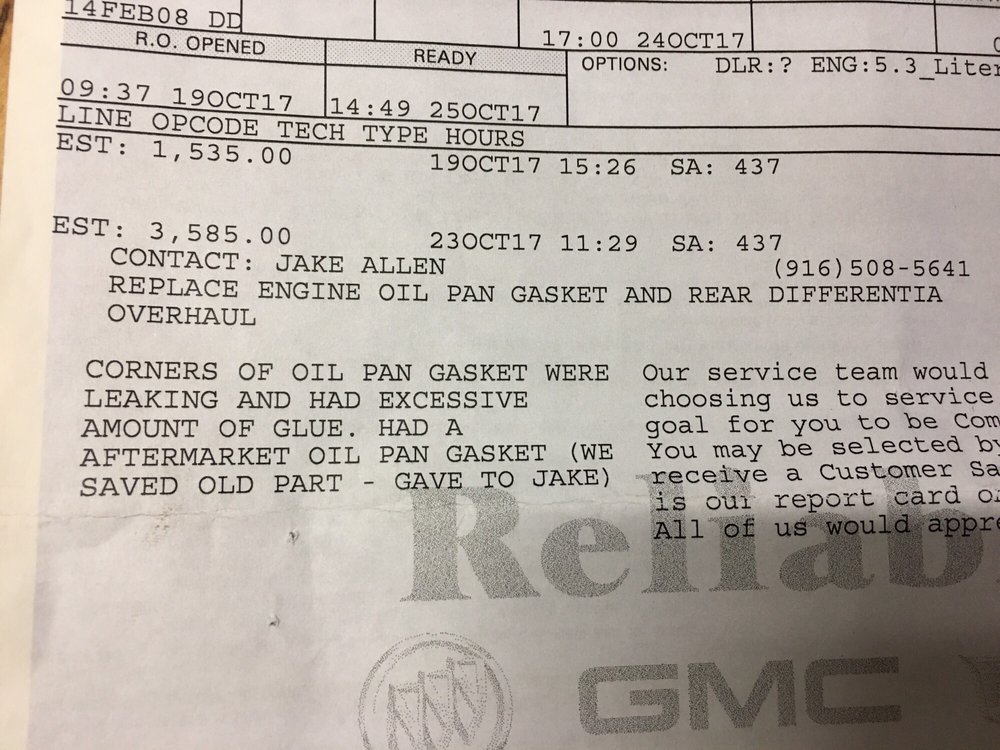 14FEB08 DD
17:00 24OCT17
R.O. OPENED
READY
OPTIONS: DLR:? ENG:5.3_Liter
09:37 19OCT17
14:49 25OCT17
LINE OPCODE TECH TYPE HOURS
EST: 1,535.00 19OCT17 15:26 SA: 437
EST: 3,585.00 23OCT17 11:29 SA: 437
CONTACT: JAKE ALLEN (916)508-5641
REPLACE ENGINE OIL PAN GASKET AND REAR DIFFERENTIA
OVERHAUL
CORNERS OF OIL PAN GASKET WERE
LEAKING AND HAD EXCESSIVE
AMOUNT OF GLUE. HAD A
AFTERMARKET OIL PAN GASKET (WE
SAVED OLD PART - GAVE TO JAKE)
Our service team would
choosing us to service
goal for you to be Com
You may be selected by
receive a Customer Sa
is our report card on
All of us would appre
Reliab
GMC